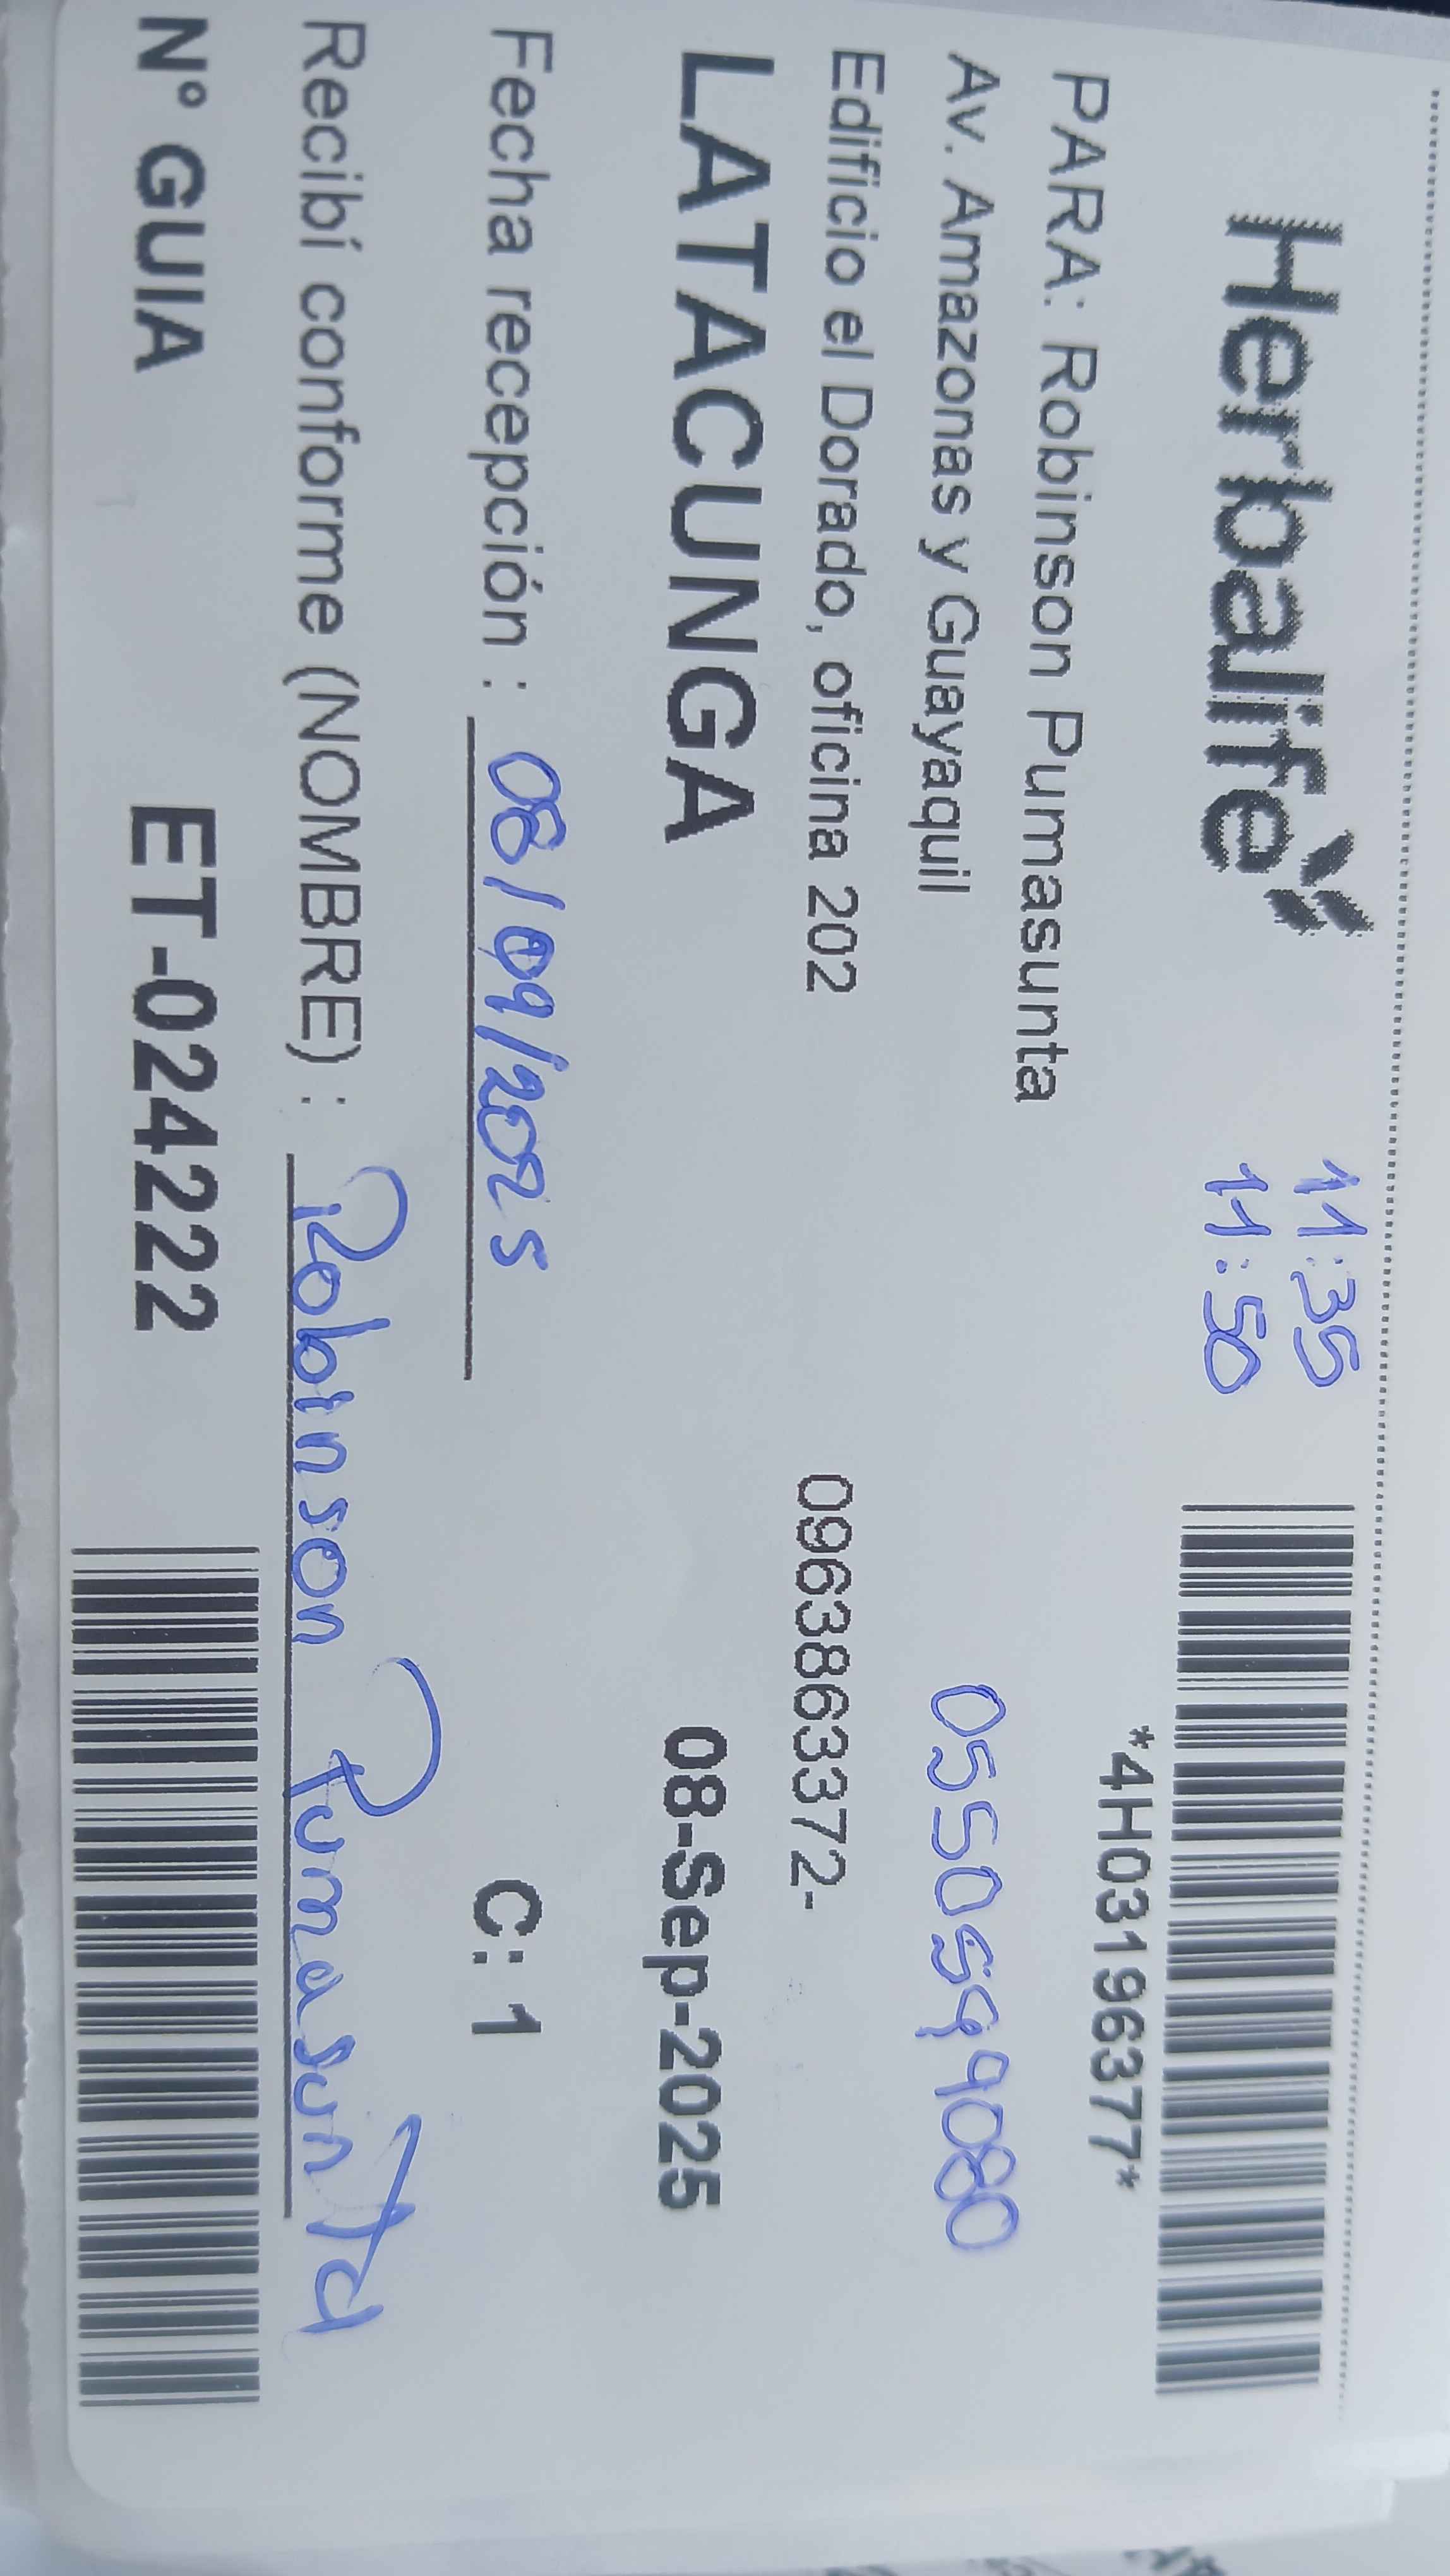 Herbalife
11:35
11:50
*4H03196377*
PARA: Robinson Pumasunta
Av. Amazonas y Guayaquil
0550599080
Edificio el Dorado, oficina 202
0963863372-
LATACUNGA
08-Sep-2025
Fecha recepción : 08/09/2025
C: 1
Recibí conforme (NOMBRE) : Robinson Pumasunta
N° GUIA
ET-024222